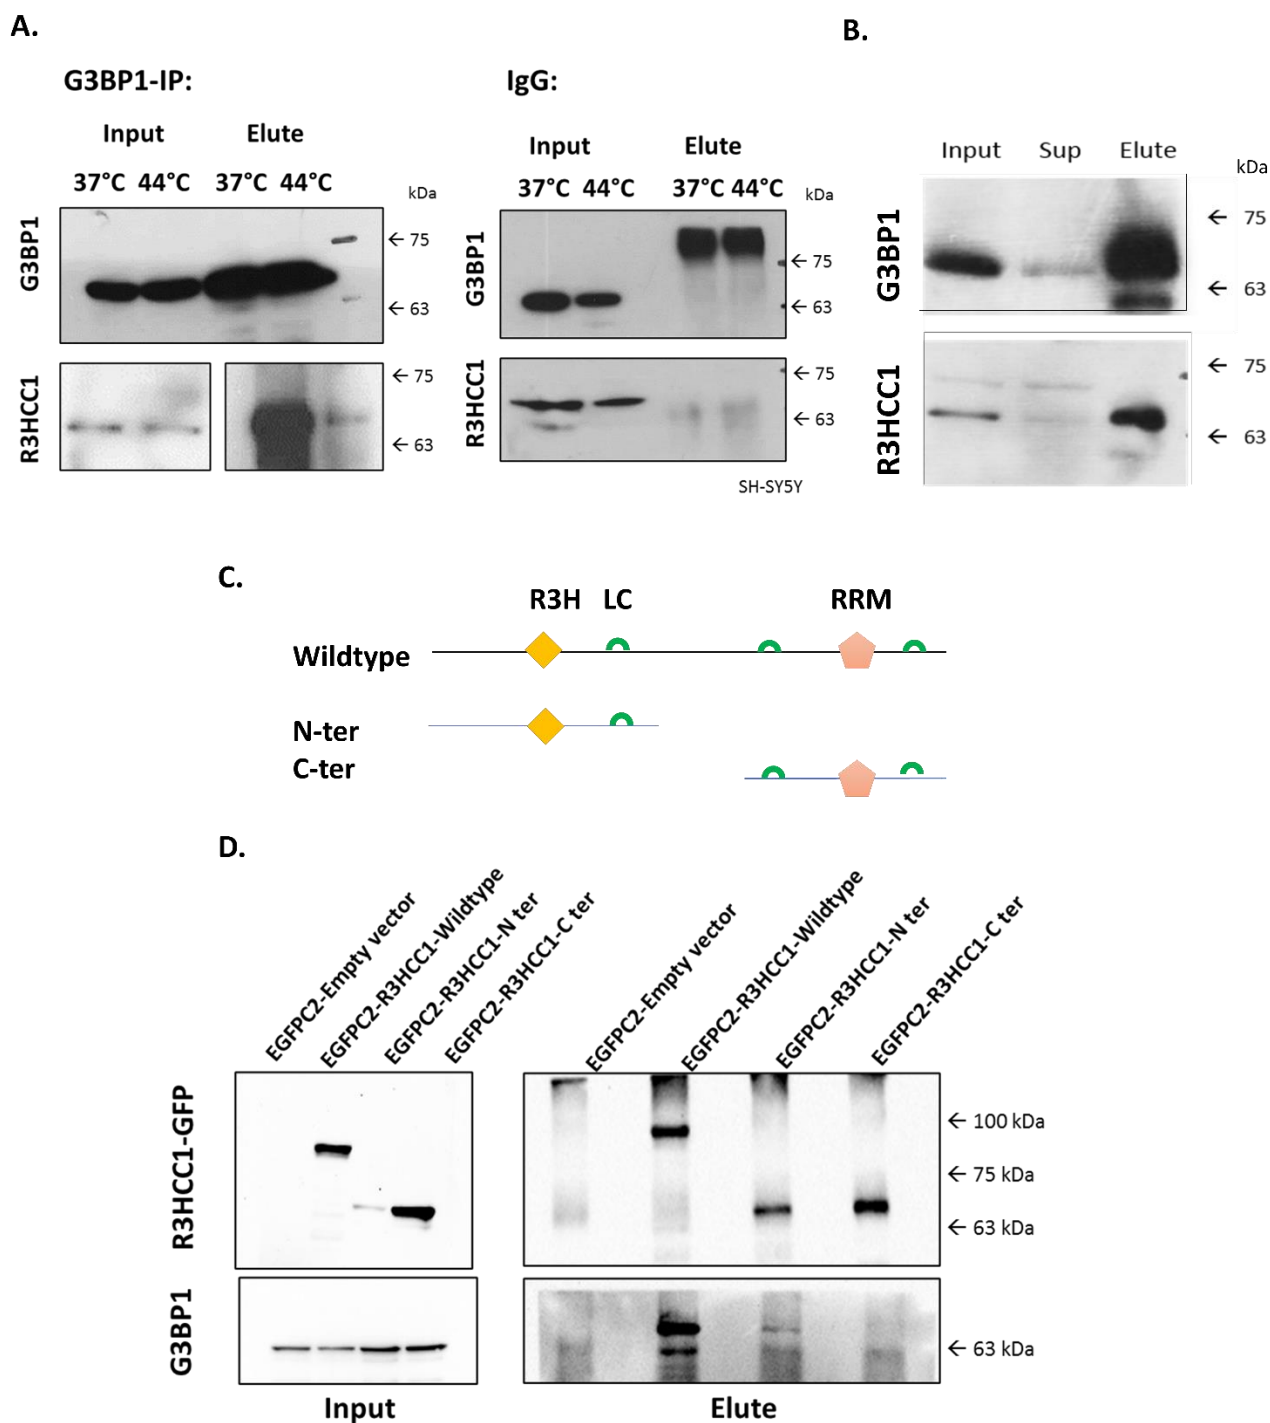 A.
G3BP1-IP:
Input Elute
37°C 44°C 37°C 44°C
kDa
G3BP1
← 75
← 63
R3HCC1
← 75
← 63
IgG:
Input Elute
37°C 44°C 37°C 44°C
kDa
G3BP1
← 75
← 63
R3HCC1
← 75
← 63
SH-SY5Y
B.
Input Sup Elute
kDa
G3BP1
← 75
← 63
R3HCC1
← 75
← 63
C.
R3H LC RRM
Wildtype
N-ter
C-ter
D.
EGFPC2-Empty vector
EGFPC2-R3HCC1-Wildtype
EGFPC2-R3HCC1-N ter
EGFPC2-R3HCC1-C ter
EGFPC2-Empty vector
EGFPC2-R3HCC1-Wildtype
EGFPC2-R3HCC1-N ter
EGFPC2-R3HCC1-C ter
R3HCC1-GFP
← 100 kDa
← 75 kDa
← 63 kDa
G3BP1
← 63 kDa
Input Elute